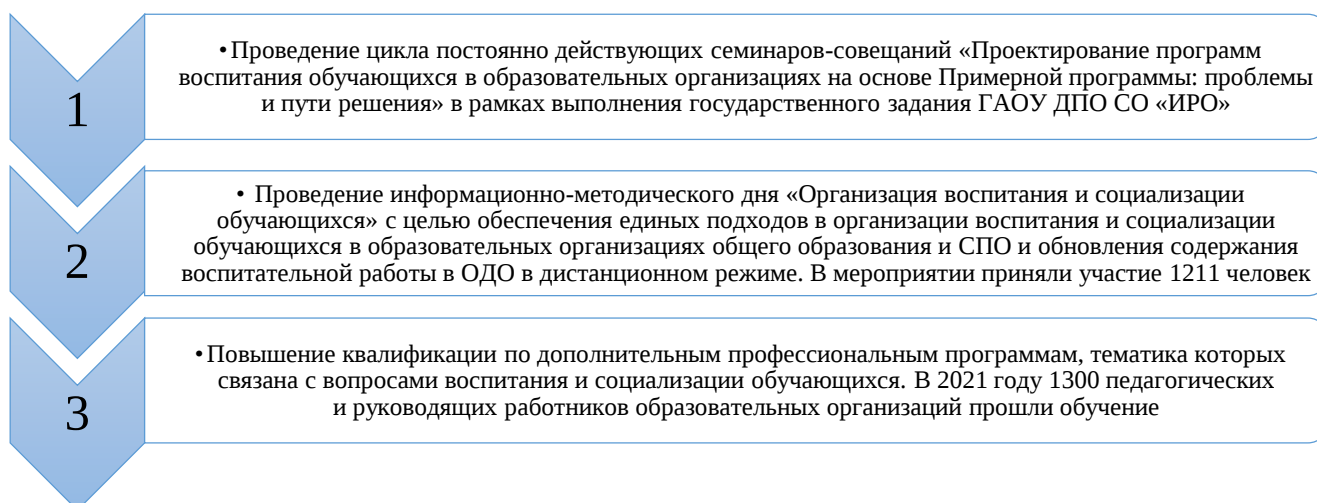 1
•Проведение цикла постоянно действующих семинаров-совещаний «Проектирование программ
воспитания обучающихся в образовательных организациях на основе Примерной программы: проблемы
и пути решения» в рамках выполнения государственного задания ГАОУ ДПО СО «ИРО»
2
• Проведение информационно-методического дня «Организация воспитания и социализации
обучающихся» с целью обеспечения единых подходов в организации воспитания и социализации
обучающихся в образовательных организациях общего образования и СПО и обновления содержания
воспитательной работы в ОДО в дистанционном режиме. В мероприятии приняли участие 1211 человек
3
•Повышение квалификации по дополнительным профессиональным программам, тематика которых
связана с вопросами воспитания и социализации обучающихся. В 2021 году 1300 педагогических
и руководящих работников образовательных организаций прошли обучение